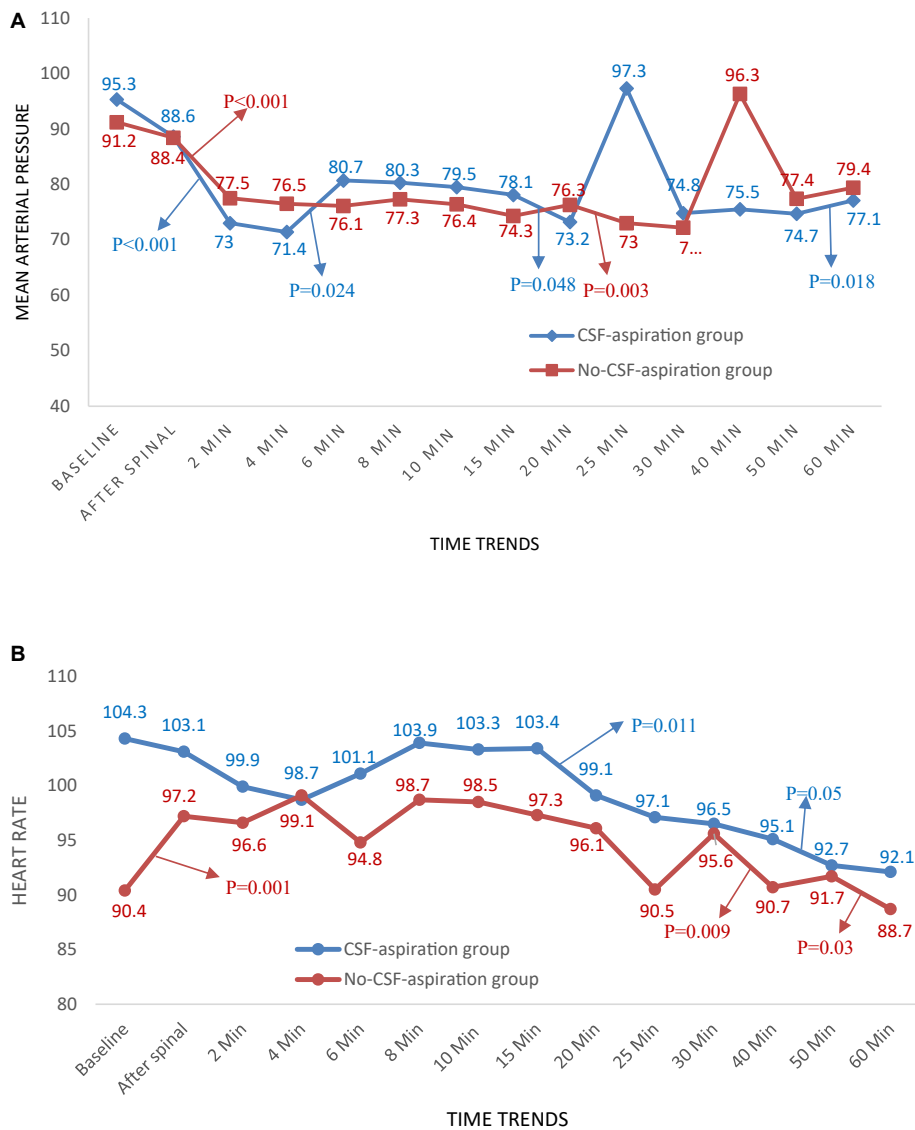 A
110
100
90
80
70
60
50
40
MEAN ARTERIAL PRESSURE
95.3
88.6
73
71.4
80.7
80.3
79.5
78.1
73.2
97.3
74.8
75.5
74.7
77.1
91.2
88.4
77.5
76.5
76.1
77.3
76.4
74.3
76.3
73
7...
96.3
77.4
79.4
P<0.001
P<0.001
P=0.024
P=0.048
P=0.003
P=0.018
CSF-aspiration group
No-CSF-aspiration group
BASELINE
AFTER SPINAL
2 MIN
4 MIN
6 MIN
8 MIN
10 MIN
15 MIN
20 MIN
25 MIN
30 MIN
40 MIN
50 MIN
60 MIN
TIME TRENDS
B
110
105
100
95
90
85
80
HEART RATE
104.3
103.1
99.9
98.7
101.1
103.9
103.3
103.4
99.1
97.1
96.5
95.1
92.7
92.1
90.4
97.2
96.6
99.1
94.8
98.7
98.5
97.3
96.1
90.5
95.6
90.7
91.7
88.7
P=0.011
P=0.05
P=0.001
P=0.009
P=0.03
CSF-aspiration group
No-CSF-aspiration group
Baseline
After spinal
2 Min
4 Min
6 Min
8 Min
10 Min
15 Min
20 Min
25 Min
30 Min
40 Min
50 Min
60 Min
TIME TRENDS